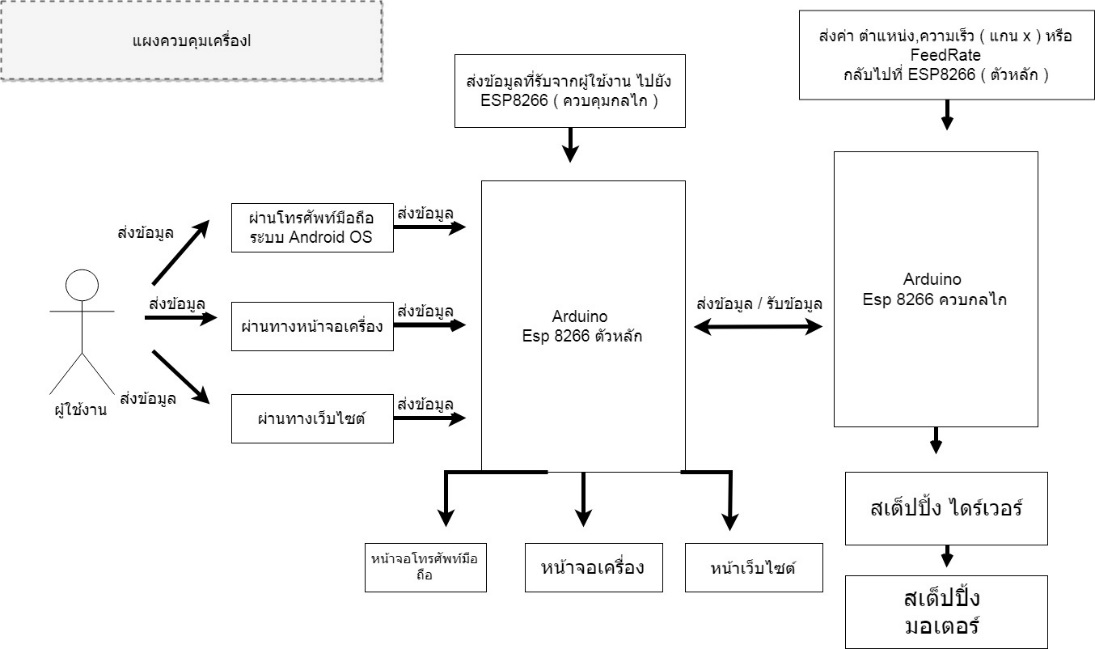 แผงควบคุมเครื่องl
ส่งข้อมูลที่รับจากผู้ใช้งาน ไปยัง
ESP8266 ( ควบคุมกลไก )
ส่งค่า ตำแหน่ง,ความเร็ว ( แกน x ) หรือ
FeedRate
กลับไปที่ ESP8266 ( ตัวหลัก )
ส่งข้อมูล
ผ่านโทรศัพท์มือถือ
ระบบ Android OS
ส่งข้อมูล
ส่งข้อมูล
ผ่านทางหน้าจอเครื่อง
ส่งข้อมูล
ส่งข้อมูล
ผ่านทางเว็บไซต์
ส่งข้อมูล
ผู้ใช้งาน
Arduino
Esp 8266 ตัวหลัก
ส่งข้อมูล / รับข้อมูล
Arduino
Esp 8266 ควบกลไก
หน้าจอโทรศัพท์มือ
ถือ
หน้าจอเครื่อง
หน้าเว็บไซต์
สเต็ปปิ้ง ไดร์เวอร์
สเต็ปปิ้ง
มอเตอร์